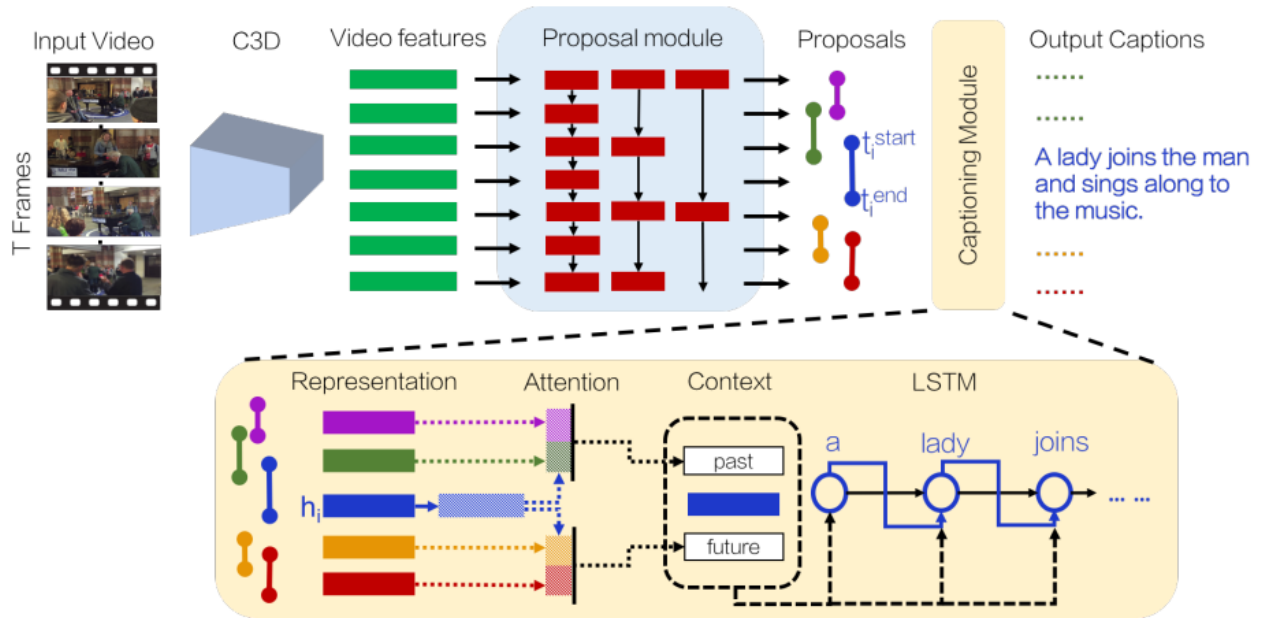 Input Video
C3D
Video features
Proposal module
Proposals
Captioning Module
Output Captions
T Frames
t_i^start
t_i^end
......
......
A lady joins the man
and sings along to
the music.
......
......
Representation
Attention
Context
LSTM
h_i
past
future
a
lady
joins
... ...